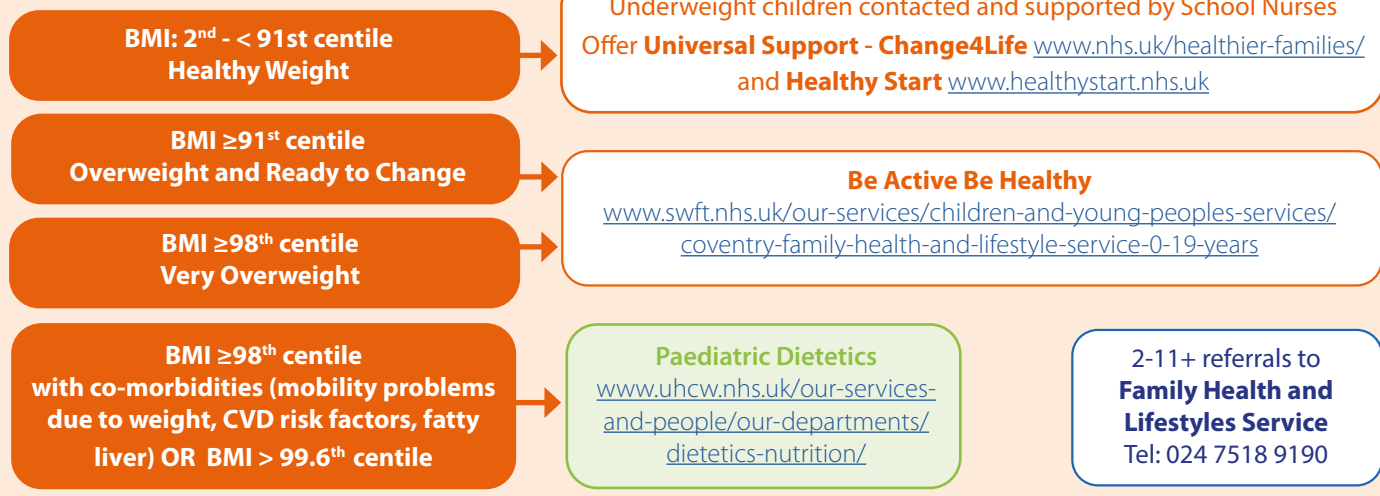 BMI: 2nd - < 91st centile
Healthy Weight
Underweight children contacted and supported by School Nurses
Offer Universal Support - Change4Life www.nhs.uk/healthier-families/
and Healthy Start www.healthystart.nhs.uk
BMI ≥91st centile
Overweight and Ready to Change
BMI ≥98th centile
Very Overweight
Be Active Be Healthy
www.swft.nhs.uk/our-services/children-and-young-peoples-services/
coventry-family-health-and-lifestyle-service-0-19-years
BMI ≥98th centile
with co-morbidities (mobility problems
due to weight, CVD risk factors, fatty
liver) OR BMI > 99.6th centile
Paediatric Dietetics
www.uhcw.nhs.uk/our-services-
and-people/our-departments/
dietetics-nutrition/
2-11+ referrals to
Family Health and
Lifestyles Service
Tel: 024 7518 9190